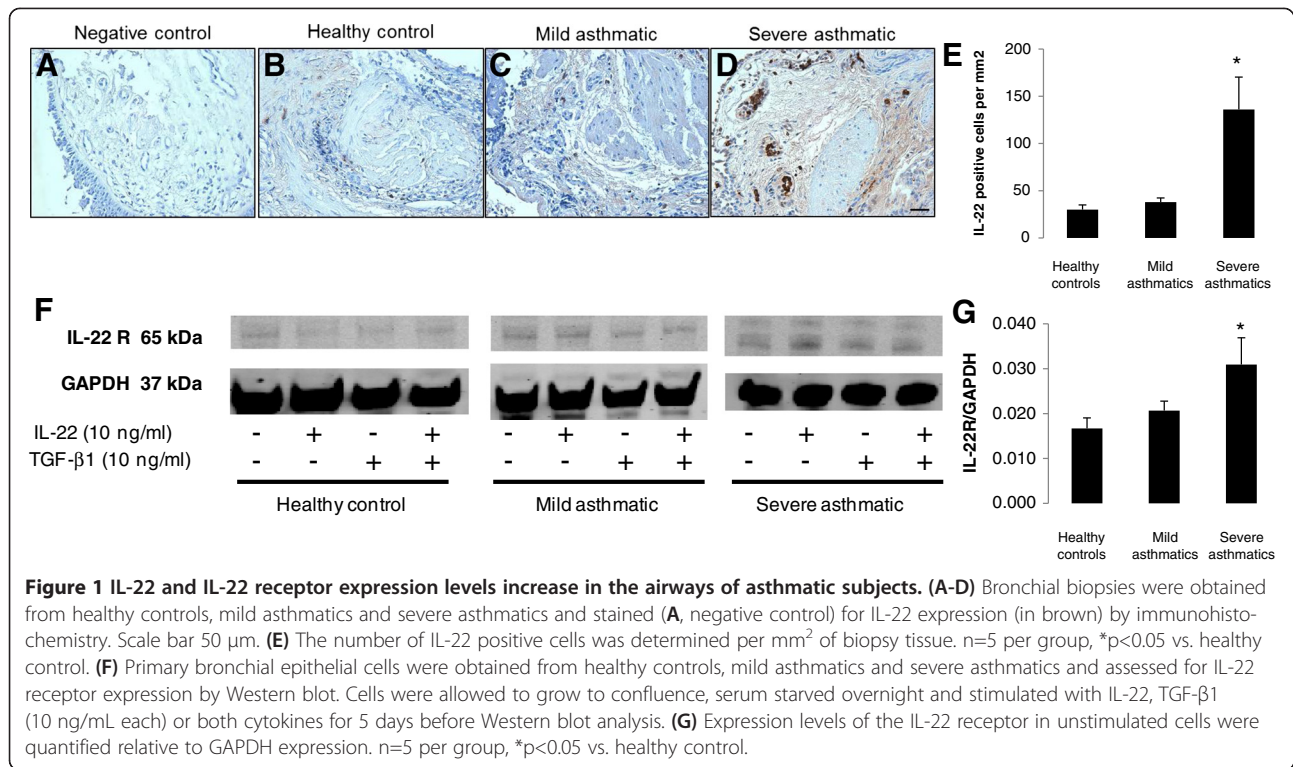 Negative control
Healthy control
Mild asthmatic
Severe asthmatic
A
B
C
D
E
IL-22 positive cells per mm2
200
150
100
50
0
*
Healthy controls
Mild asthmatics
Severe asthmatics
F
IL-22 R 65 kDa
GAPDH 37 kDa
IL-22 (10 ng/ml) - + - + - + - + - + - +
TGF-β1 (10 ng/ml) - - + + - - + + - - + +
Healthy control
Mild asthmatic
Severe asthmatic
G
IL-22R/GAPDH
0.040
0.030
0.020
0.010
0.000
*
Healthy controls
Mild asthmatics
Severe asthmatics
Figure 1 IL-22 and IL-22 receptor expression levels increase in the airways of asthmatic subjects. (A-D) Bronchial biopsies were obtained
from healthy controls, mild asthmatics and severe asthmatics and stained (A, negative control) for IL-22 expression (in brown) by immunohisto-
chemistry. Scale bar 50 μm. (E) The number of IL-22 positive cells was determined per mm² of biopsy tissue. n=5 per group, *p<0.05 vs. healthy
control. (F) Primary bronchial epithelial cells were obtained from healthy controls, mild asthmatics and severe asthmatics and assessed for IL-22
receptor expression by Western blot. Cells were allowed to grow to confluence, serum starved overnight and stimulated with IL-22, TGF-β1
(10 ng/mL each) or both cytokines for 5 days before Western blot analysis. (G) Expression levels of the IL-22 receptor in unstimulated cells were
quantified relative to GAPDH expression. n=5 per group, *p<0.05 vs. healthy control.